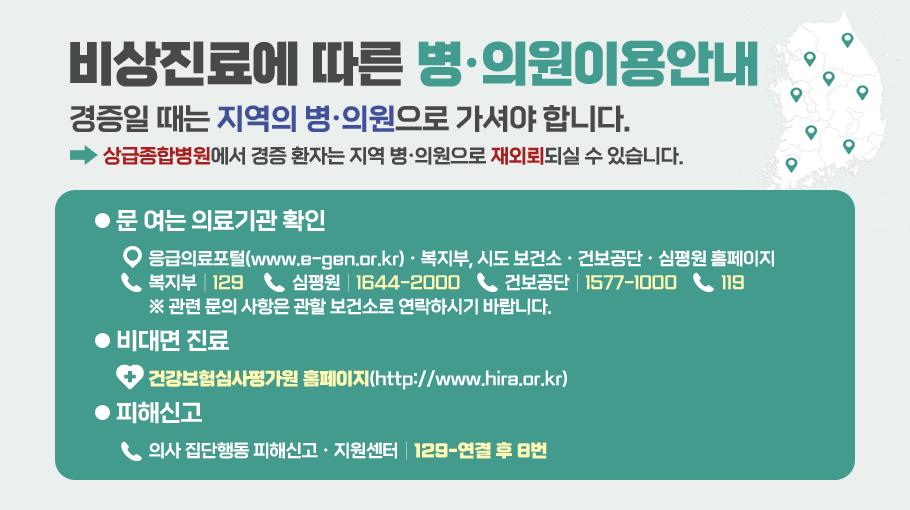 비상진료에 따른 병·의원이용안내
경증일 때는 지역의 병·의원으로 가셔야 합니다.
상급종합병원에서 경증 환자는 지역 병·의원으로 재외뢰되실 수 있습니다.
● 문 여는 의료기관 확인
응급의료포털(www.e-gen.or.kr) · 복지부, 시도 보건소 · 건보공단 · 심평원 홈페이지
복지부 | 129 심평원 | 1644-2000 건보공단 | 1577-1000 119
※ 관련 문의 사항은 관할 보건소로 연락하시기 바랍니다.
● 비대면 진료
건강보험심사평가원 홈페이지(http://www.hira.or.kr)
● 피해신고
의사 집단행동 피해신고 · 지원센터 | 129-연결 후 8번